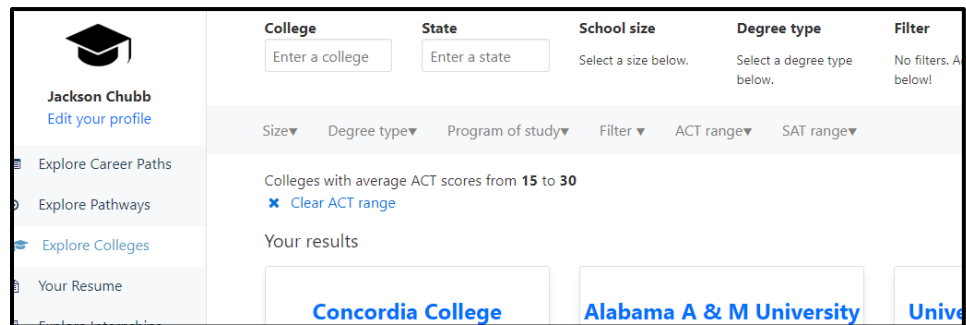 Jackson Chubb
Edit your profile
Explore Career Paths
Explore Pathways
Explore Colleges
Your Resume
Explore Internships
College
Enter a college
State
Enter a state
School size
Select a size below.
Degree type
Select a degree type
below.
Filter
No filters. A
below!
Size▾ Degree type▾ Program of study▾ Filter ▾ ACT range▾ SAT range▾
Colleges with average ACT scores from 15 to 30
✖ Clear ACT range
Your results
Concordia College
Alabama A & M University
Unive